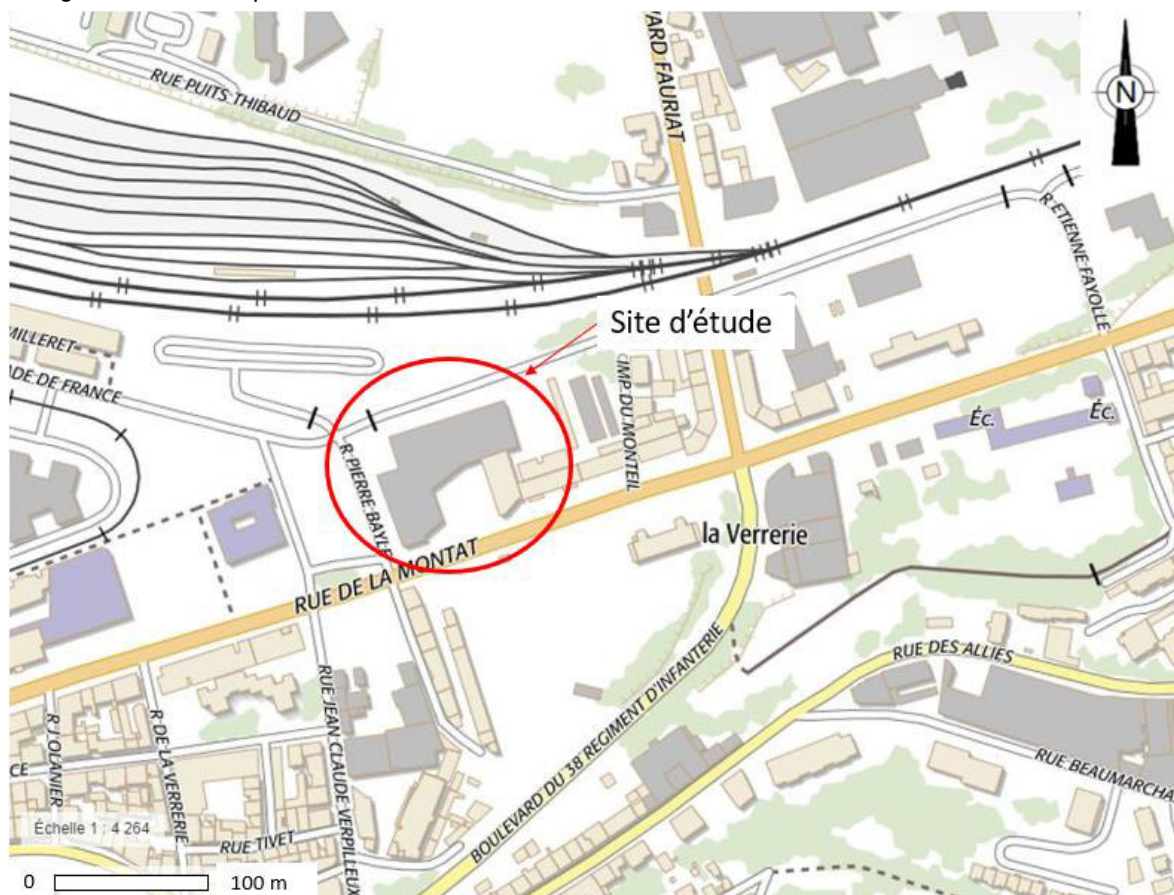 RUE PUITS THIBAUD
ARD FAURIAT
N
R ETIENNE FAYOLLE
Site d'étude
MILLERET
ADE DE FRANCE
IMP. DU MONTEIL
Éc.
Éc.
R PIERRE BAYLE
la Verrerie
RUE DE LA MONTAT
RUE DES ALLIES
BOULEVARD DU 38 REGIMENT D'INFANTERIE
RUE JEAN CLAUDE VERPILLEUX
R DE LA VERRERIE
R J OLANIER
RUE BEAUMARCHA
CE
Échelle 1 : 4 264
RUE TIVET
0
100 m